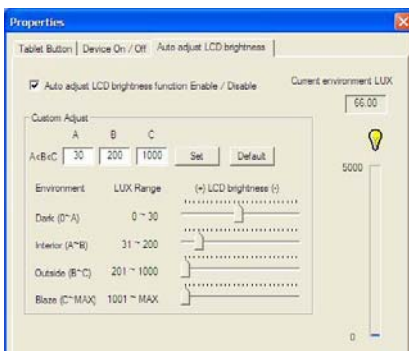 Properties
Tablet Button Device On / Off Auto adjust LCD brightness
Auto adjust LCD brightness function Enable / Disable
Current environment LUX
66.00
Custom Adjust
A B C
A<B<C 30 200 1000 Set Default
5000
Environment LUX Range (+) LCD brightness (-)
Dark (0~A) 0 ~ 30
Interior (A~B) 31 ~ 200
Outside (B~C) 201 ~ 1000
Blaze (C~MAX) 1001 ~ MAX
0